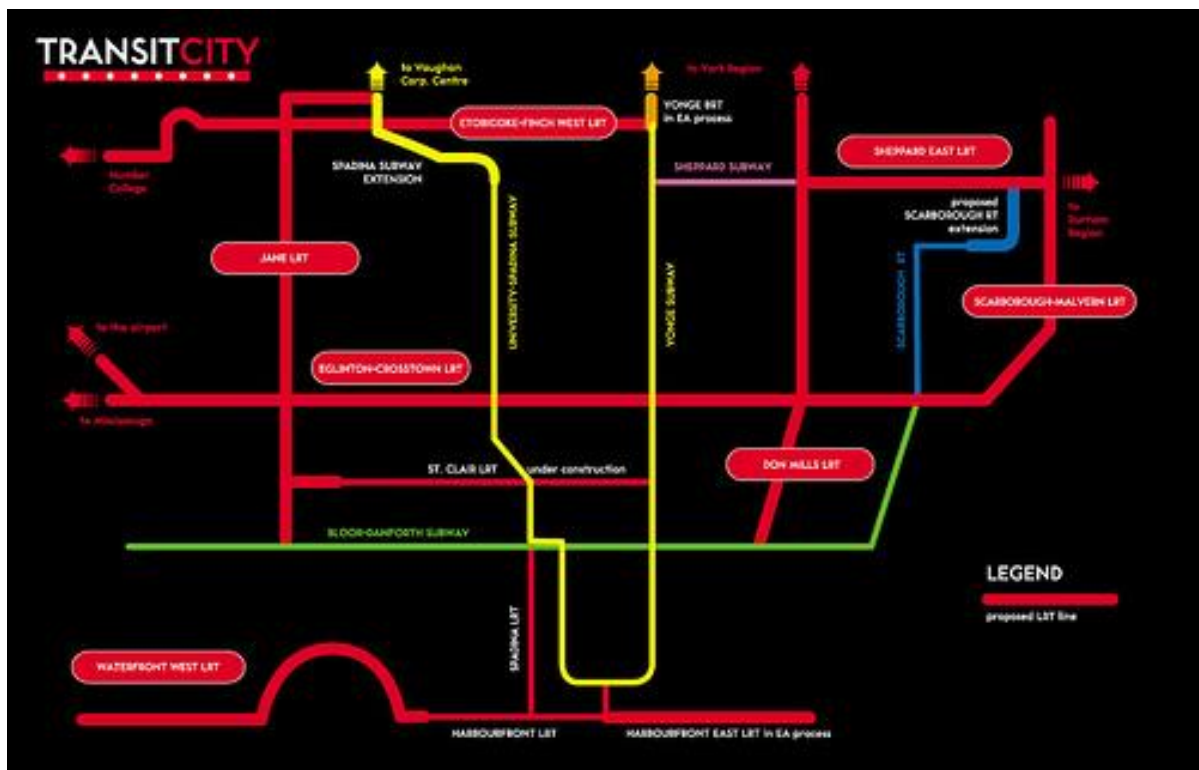 TRANSITCITY
to Vaughan
Corp. Centre
to York Region
YONGE BRT
in EA process
ETOBICOKE-FINCH WEST LRT
SHEPPARD EAST LRT
Humber
College
SPADINA SUBWAY
EXTENSION
SHEPPARD SUBWAY
proposed
SCARBOROUGH RT
extension
to
Durham
Region
JANE LRT
UNIVERSITY-SPADINA SUBWAY
YONGE SUBWAY
SCARBOROUGH RT
SCARBOROUGH-MALVERN LRT
to the airport
EGLINTON-CROSSTOWN LRT
to Mississauga
ST. CLAIR LRT
under construction
DON MILLS LRT
BLOOR-DANFORTH SUBWAY
LEGEND
proposed LRT line
SPADINA LRT
WATERFRONT WEST LRT
HARBOURFRONT LRT
HARBOURFRONT EAST LRT in EA process